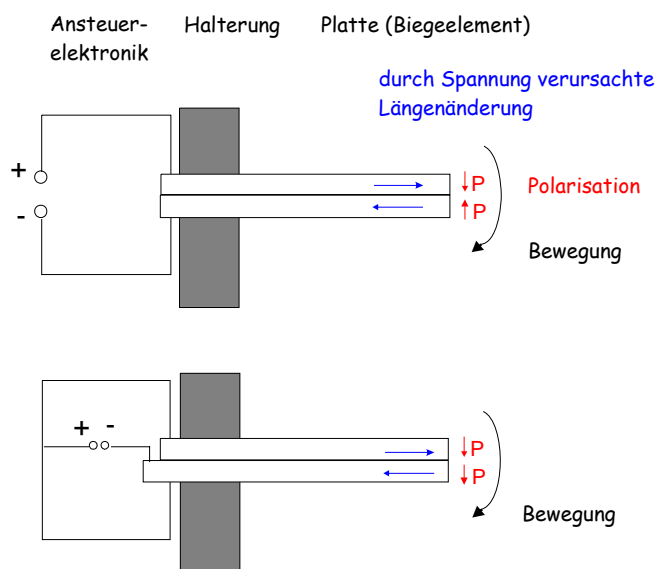 Ansteuer-
elektronik
Halterung
Platte (Biegeelement)
durch Spannung verursachte
Längenänderung
+
-
↓P
↑P
Polarisation
Bewegung
+ -
↓P
↓P
Bewegung